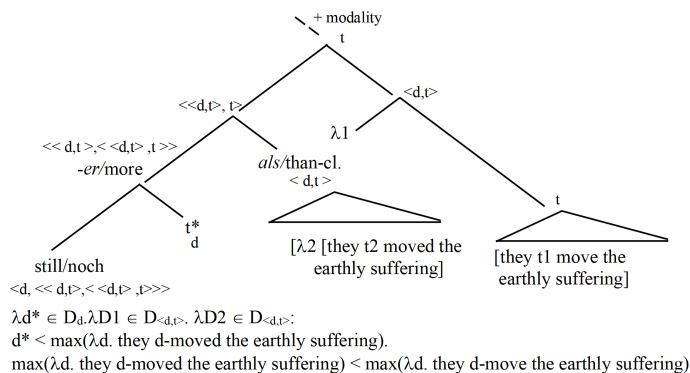 + modality
t
<<d,t>, t>
<d,t>
λ1
<< d,t >,< <d,t> ,t >>
-er/more
als/than-cl.
< d,t >
t*
d
t
still/noch
<d, << d,t>,< <d,t> ,t>>>
[λ2 [they t2 moved the
earthly suffering]
[they t1 move the
earthly suffering]
λd* ∈ Dd.λD1 ∈ D<d,t>. λD2 ∈ D<d,t>:
d* < max(λd. they d-moved the earthly suffering).
max(λd. they d-moved the earthly suffering) < max(λd. they d-move the earthly suffering)